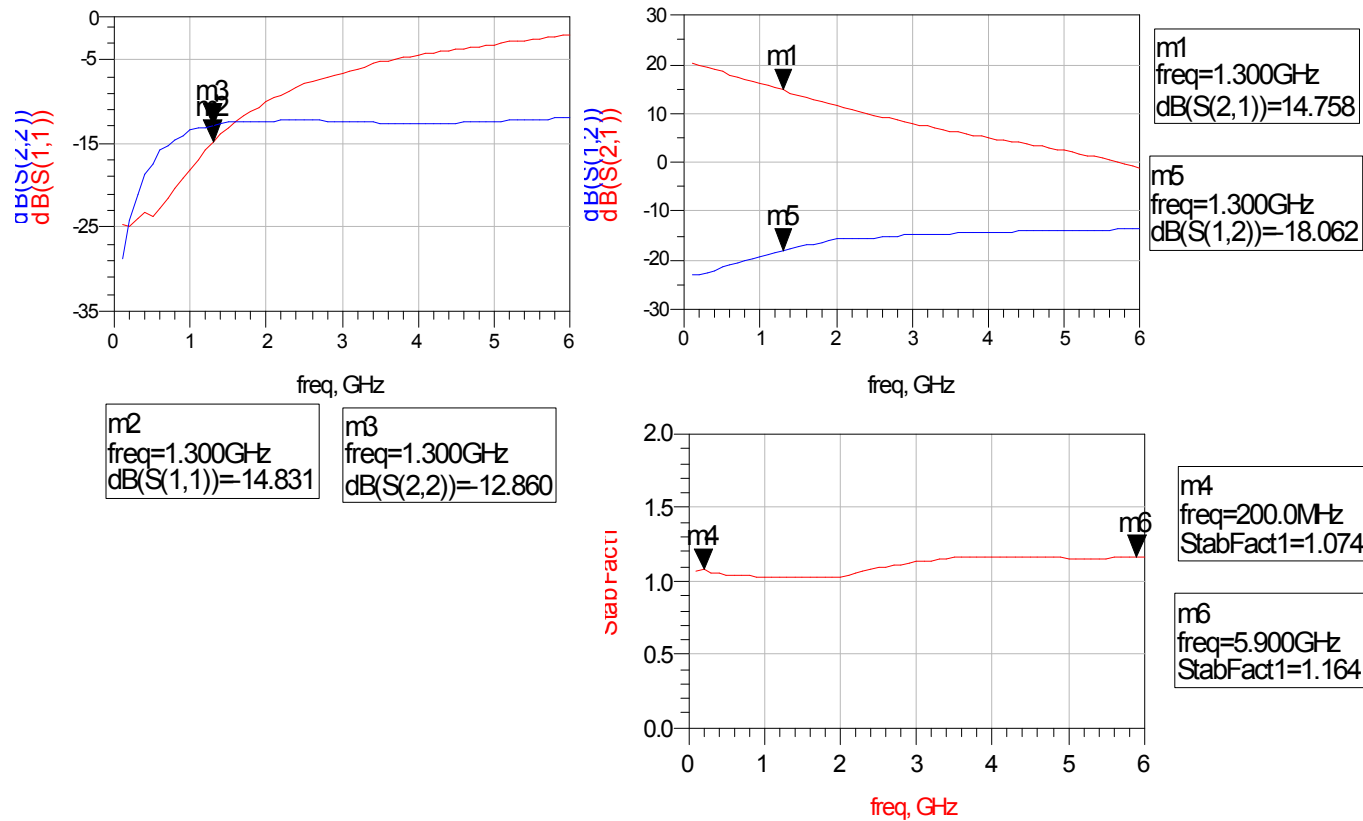 0
-5
-15
-25
-35
dB(S(2,2))
dB(S(1,1))
m3
m2
0 1 2 3 4 5 6
freq, GHz
m2
freq=1.300GHz
dB(S(1,1))=-14.831
m3
freq=1.300GHz
dB(S(2,2))=-12.860
30
20
10
0
-10
-20
-30
dB(S(1,2))
dB(S(2,1))
m1
m5
0 1 2 3 4 5 6
freq, GHz
m1
freq=1.300GHz
dB(S(2,1))=14.758
m5
freq=1.300GHz
dB(S(1,2))=-18.062
2.0
1.5
1.0
0.5
0.0
StabFact1
m4
m6
0 1 2 3 4 5 6
freq, GHz
m4
freq=200.0MHz
StabFact1=1.074
m6
freq=5.900GHz
StabFact1=1.164